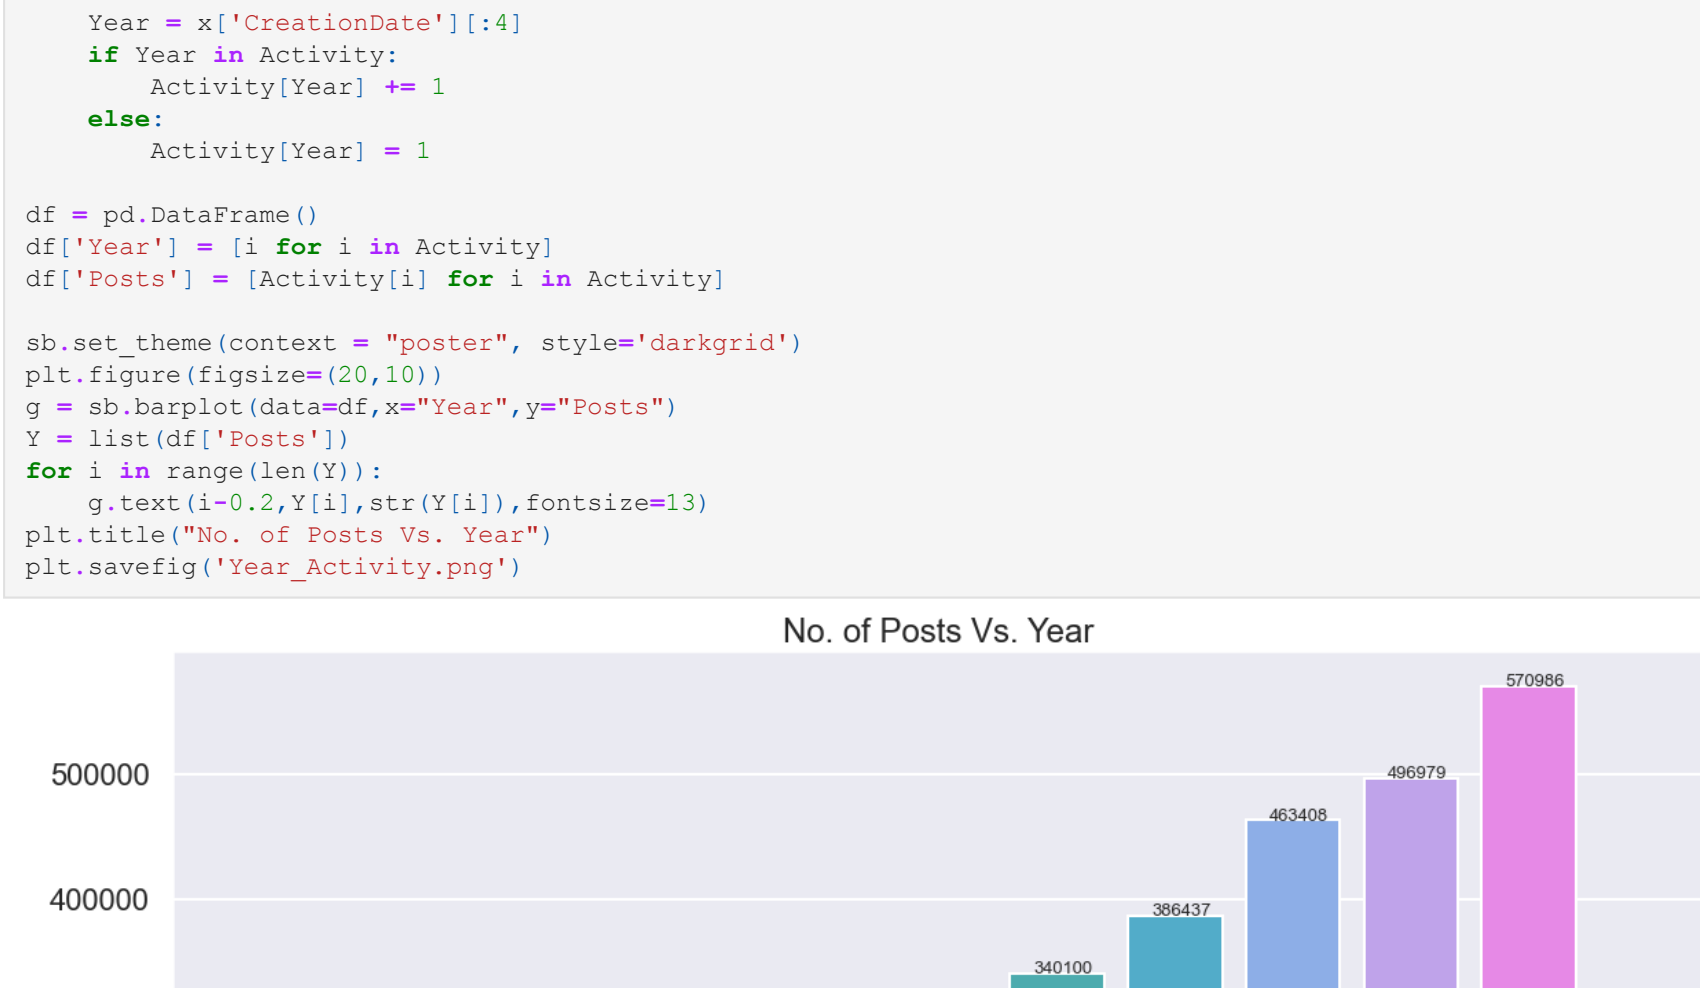 Year = x['CreationDate'][:4]
    if Year in Activity:
        Activity[Year] += 1
    else:
        Activity[Year] = 1

df = pd.DataFrame()
df['Year'] = [i for i in Activity]
df['Posts'] = [Activity[i] for i in Activity]

sb.set_theme(context = "poster", style='darkgrid')
plt.figure(figsize=(20,10))
g = sb.barplot(data=df,x="Year",y="Posts")
Y = list(df['Posts'])
for i in range(len(Y)):
    g.text(i-0.2,Y[i],str(Y[i]),fontsize=13)
plt.title("No. of Posts Vs. Year")
plt.savefig('Year_Activity.png')
No. of Posts Vs. Year
570986
500000
496979
463408
400000
386437
340100